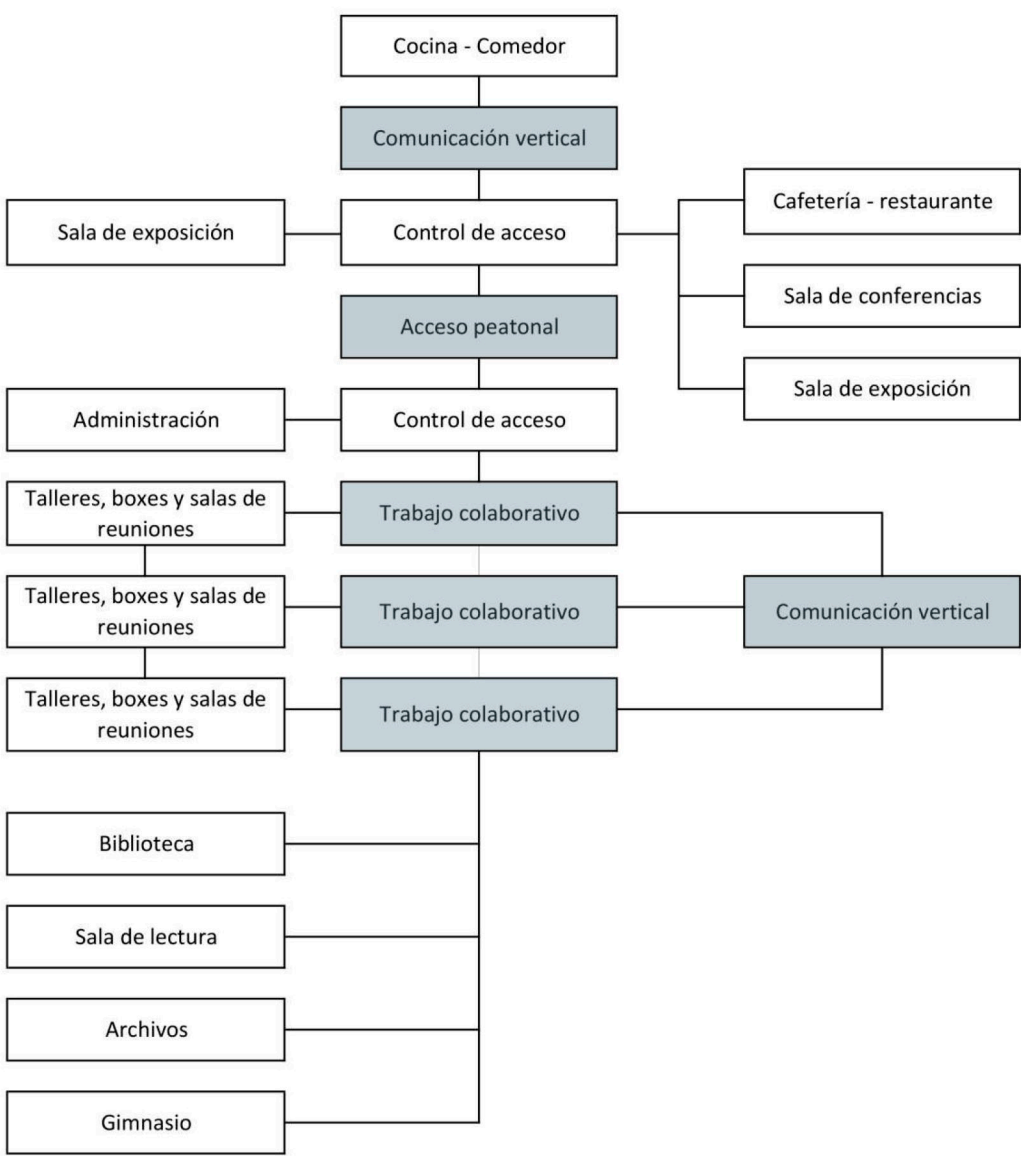 Cocina - Comedor
Comunicación vertical
Cafetería - restaurante
Sala de exposición
Control de acceso
Sala de conferencias
Acceso peatonal
Sala de exposición
Administración
Control de acceso
Talleres, boxes y salas de
reuniones
Trabajo colaborativo
Talleres, boxes y salas de
reuniones
Trabajo colaborativo
Comunicación vertical
Talleres, boxes y salas de
reuniones
Trabajo colaborativo
Biblioteca
Sala de lectura
Archivos
Gimnasio